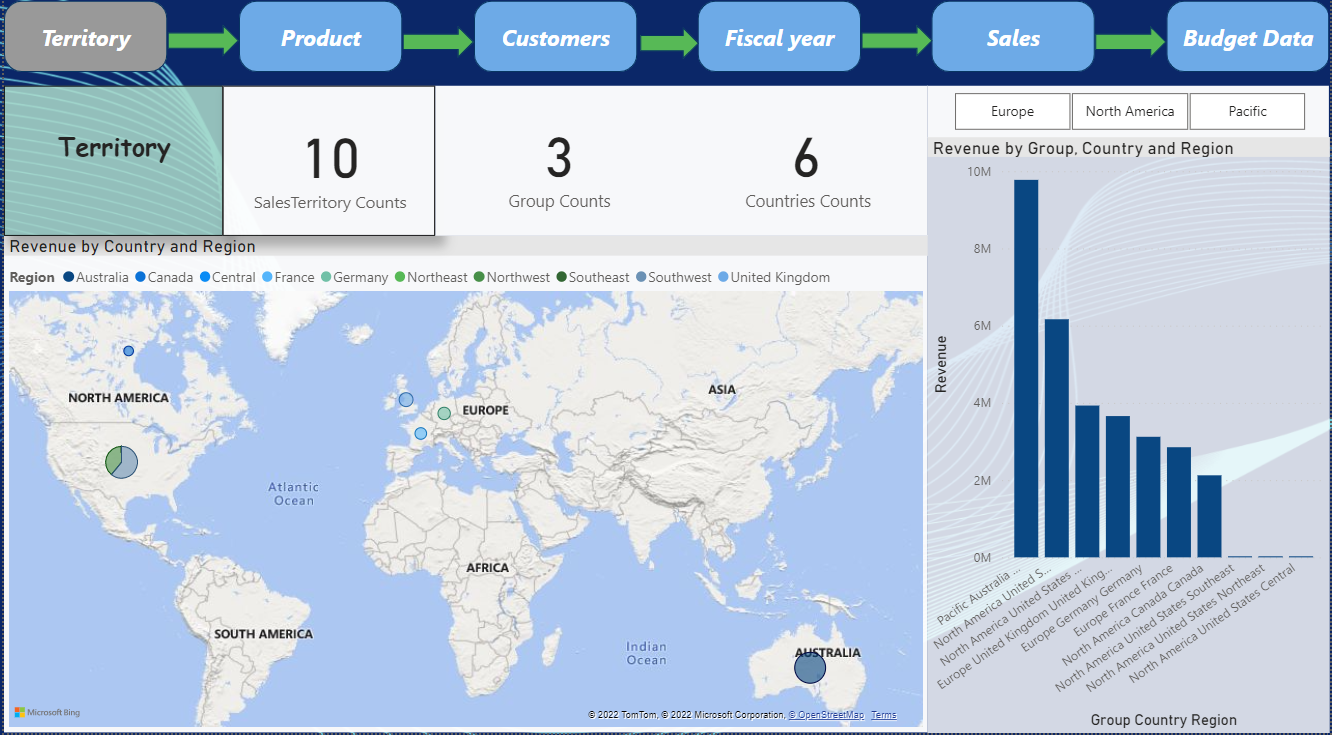 Territory
Product
Customers
Fiscal year
Sales
Budget Data
Territory
10
SalesTerritory Counts
3
Group Counts
6
Countries Counts
Europe
North America
Pacific
Revenue by Country and Region
Region Australia Canada Central France Germany Northeast Northwest Southeast Southwest United Kingdom
NORTH AMERICA
EUROPE
ASIA
Atlantic
Ocean
AFRICA
SOUTH AMERICA
Indian
Ocean
AUSTRALIA
Microsoft Bing
© 2022 TomTom, © 2022 Microsoft Corporation, © OpenStreetMap Terms
Revenue by Group, Country and Region
Revenue
10M
8M
6M
4M
2M
0M
Pacific Australia ...
North America United S...
North America United States ...
Europe United Kingdom United King...
Europe Germany Germany
Europe France France
North America Canada Canada
North America United States Southeast
North America United States Northeast
North America United States Central
Group Country Region